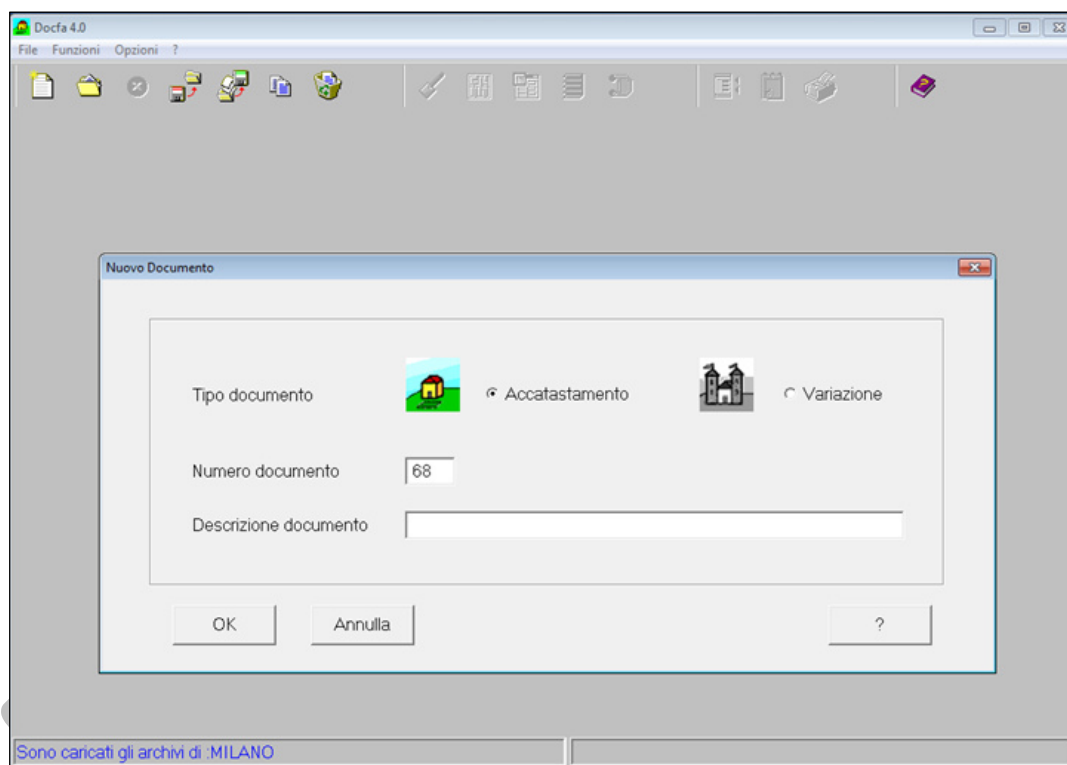 Docfa 4.0
File Funzioni Opzioni ?
Nuovo Documento
Tipo documento
Accatastamento
Variazione
Numero documento
68
Descrizione documento
OK
Annulla
?
Sono caricati gli archivi di :MILANO